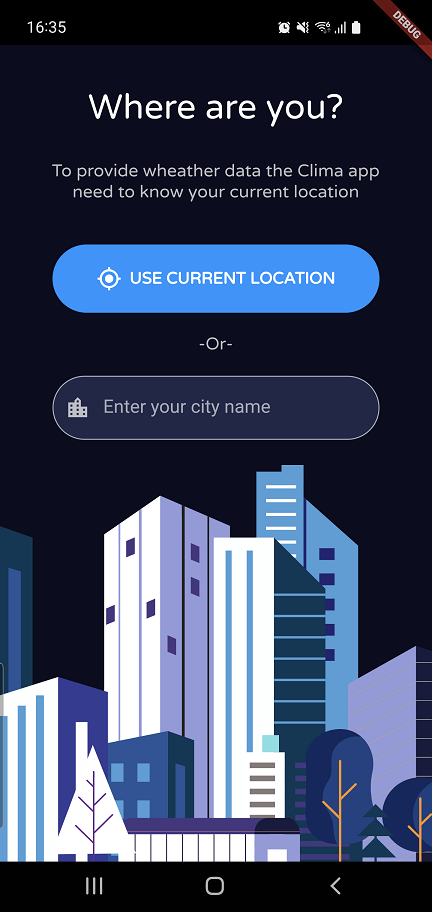 16:35
DEBUG
Where are you?
To provide wheather data the Clima app
need to know your current location
USE CURRENT LOCATION
-Or-
Enter your city name